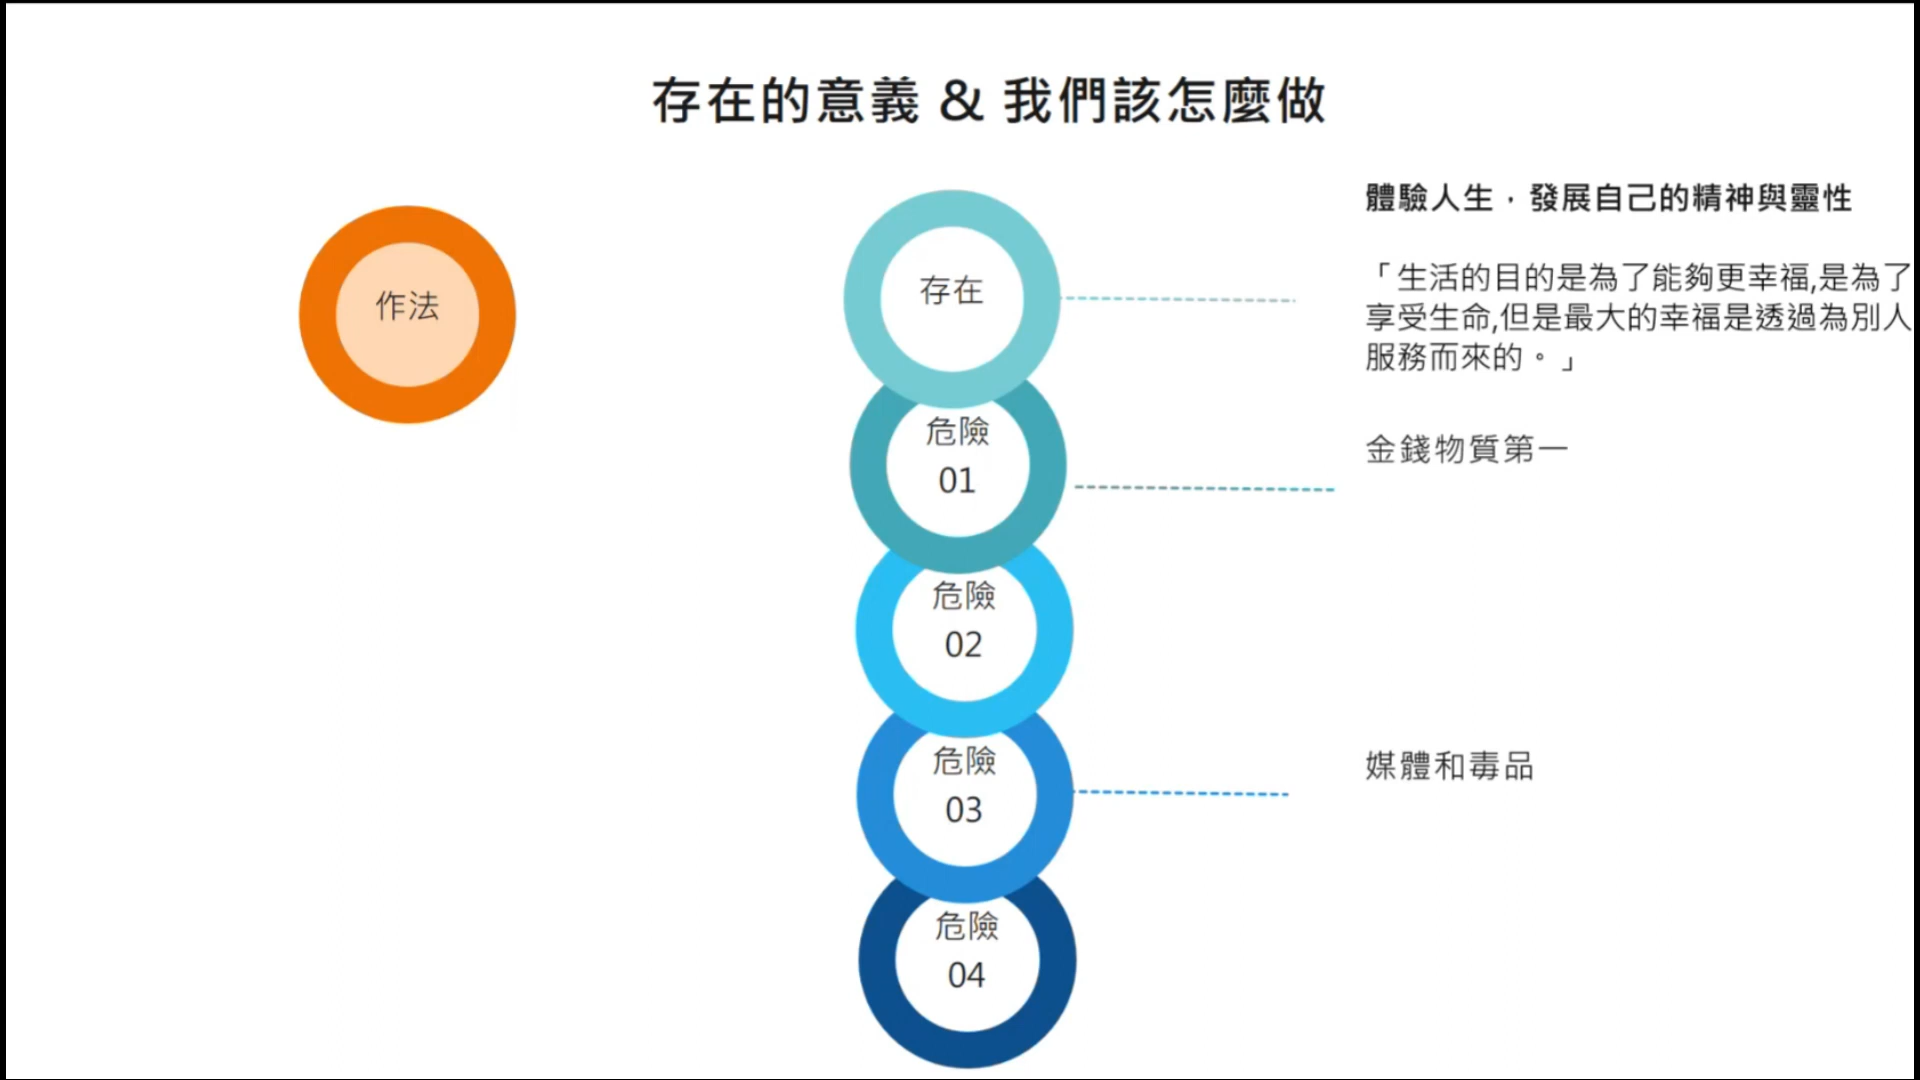 存在的意義 & 我們該怎麼做
作法
存在
體驗人生，發展自己的精神與靈性
「生活的目的是為了能夠更幸福,是為了
享受生命,但是最大的幸福是透過為別人
服務而來的。」
危險
01
金錢物質第一
危險
02
危險
03
媒體和毒品
危險
04